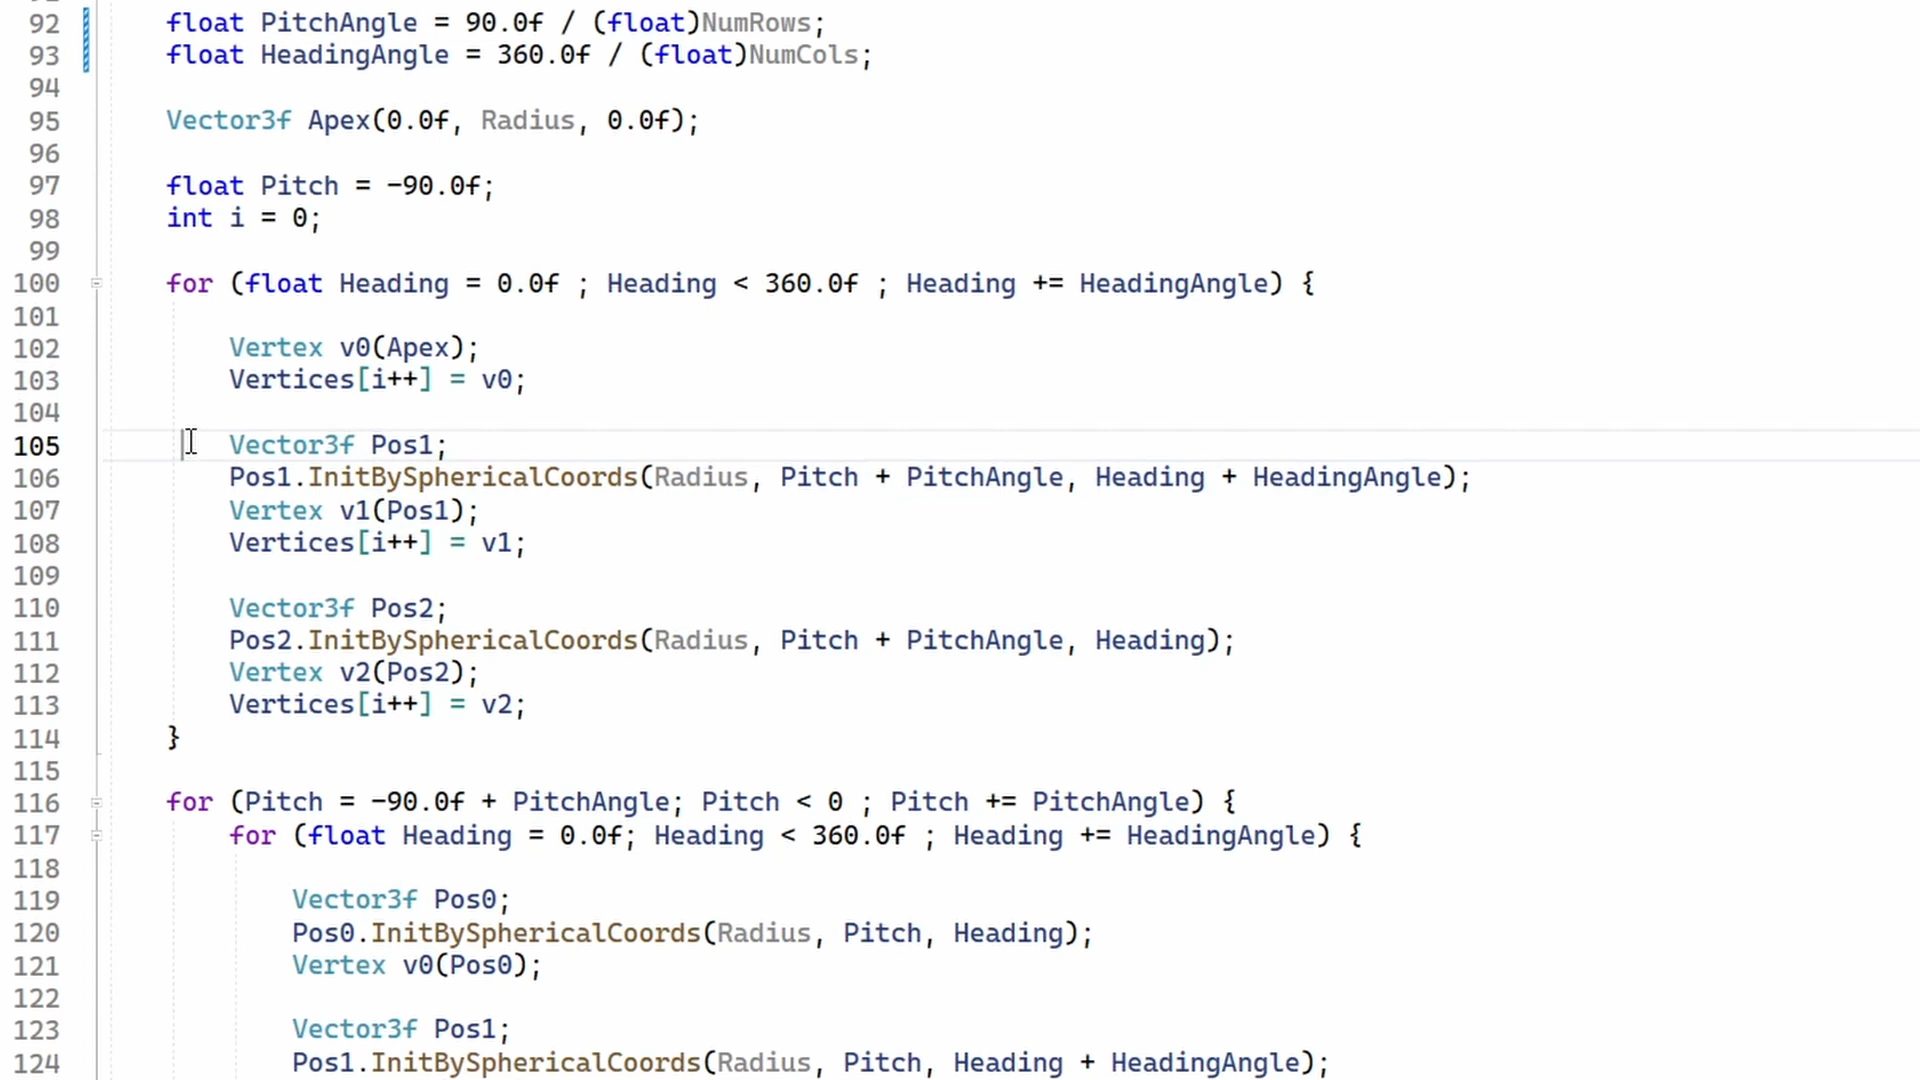 92 float PitchAngle = 90.0f / (float)NumRows;
93 float HeadingAngle = 360.0f / (float)NumCols;
94
95 Vector3f Apex(0.0f, Radius, 0.0f);
96
97 float Pitch = -90.0f;
98 int i = 0;
99
100 for (float Heading = 0.0f ; Heading < 360.0f ; Heading += HeadingAngle) {
101
102 Vertex v0(Apex);
103 Vertices[i++] = v0;
104
105 Vector3f Pos1;
106 Pos1.InitBySphericalCoords(Radius, Pitch + PitchAngle, Heading + HeadingAngle);
107 Vertex v1(Pos1);
108 Vertices[i++] = v1;
109
110 Vector3f Pos2;
111 Pos2.InitBySphericalCoords(Radius, Pitch + PitchAngle, Heading);
112 Vertex v2(Pos2);
113 Vertices[i++] = v2;
114 }
115
116 for (Pitch = -90.0f + PitchAngle; Pitch < 0 ; Pitch += PitchAngle) {
117 for (float Heading = 0.0f; Heading < 360.0f ; Heading += HeadingAngle) {
118
119 Vector3f Pos0;
120 Pos0.InitBySphericalCoords(Radius, Pitch, Heading);
121 Vertex v0(Pos0);
122
123 Vector3f Pos1;
124 Pos1.InitBySphericalCoords(Radius, Pitch, Heading + HeadingAngle);